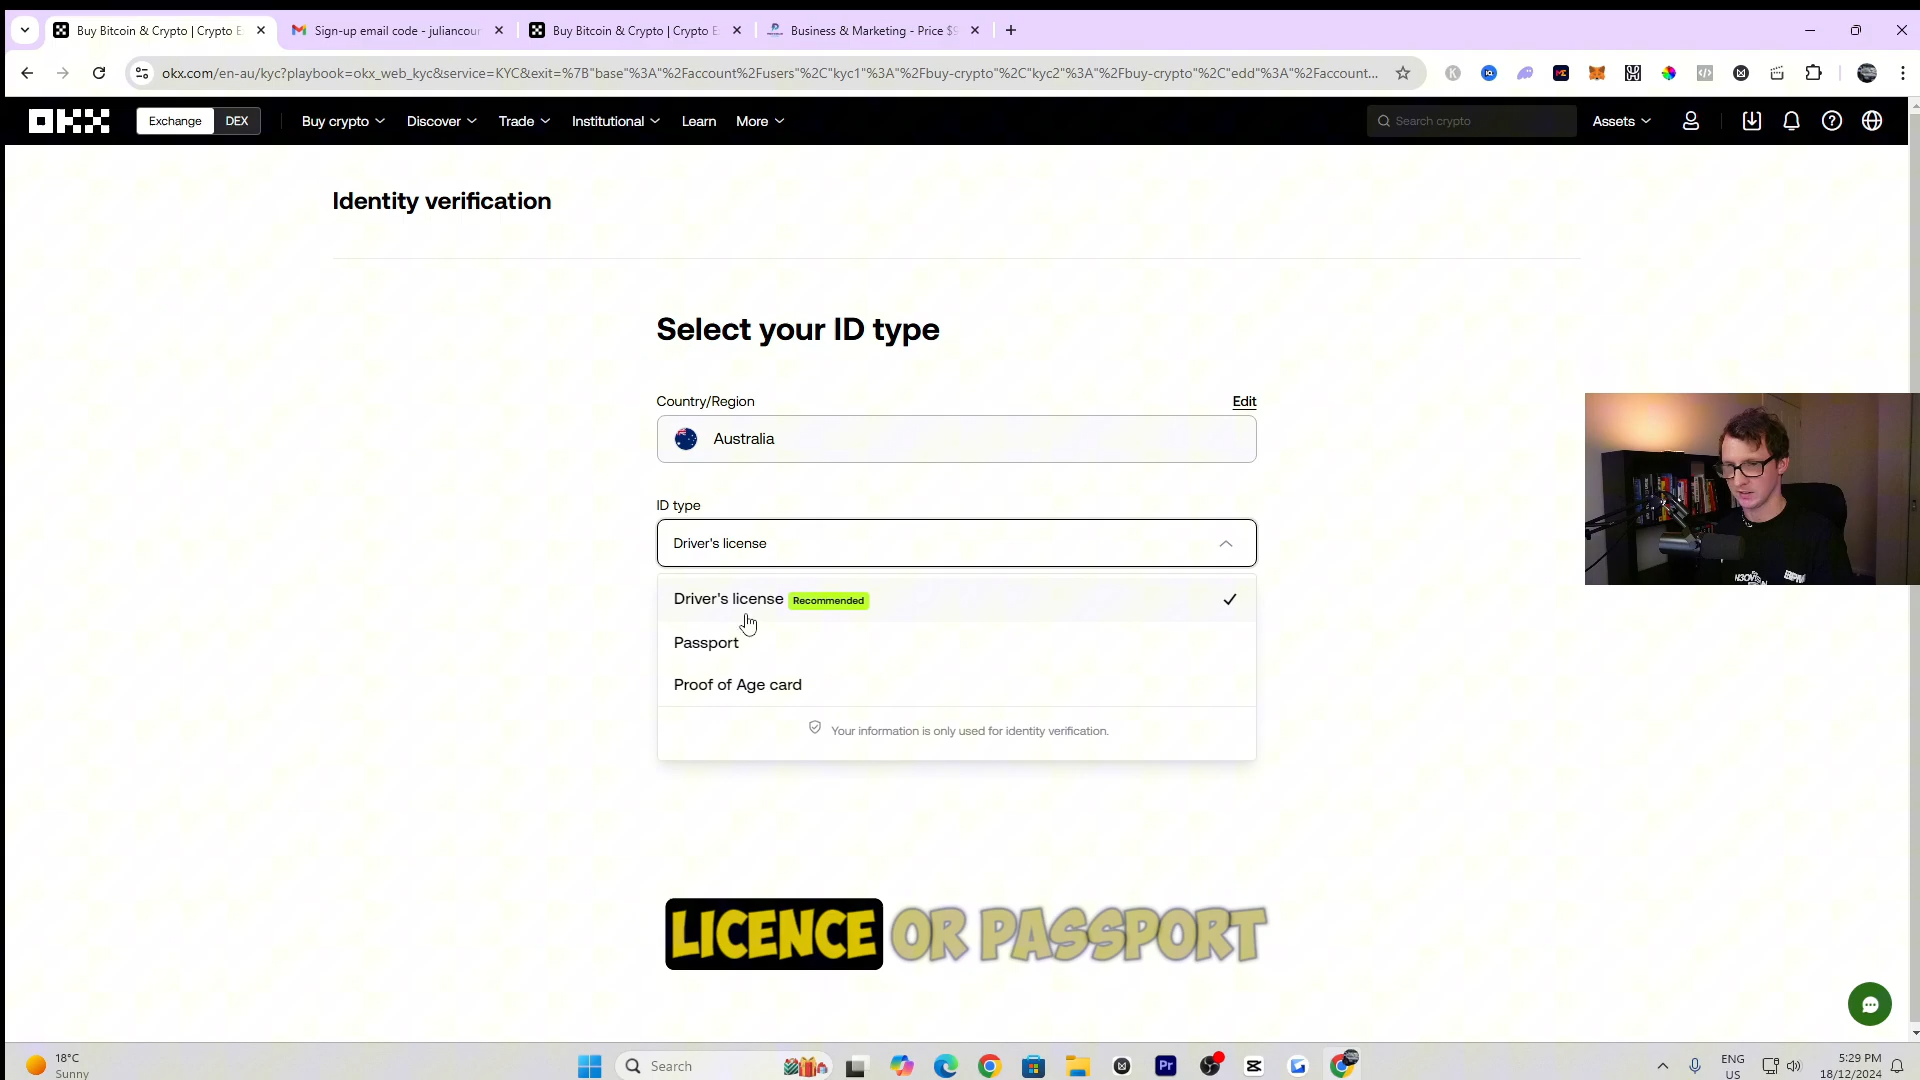 Buy Bitcoin & Crypto | Crypto E
Sign-up email code - juliancour
Buy Bitcoin & Crypto | Crypto E
Business & Marketing - Price $9
okx.com/en-au/kyc?playbook=okx_web_kyc&service=KYC&exit=%7B"base"%3A"%2Faccount%2Fusers"%2C"kyc1"%3A"%2Fbuy-crypto"%2C"kyc2"%3A"%2Fbuy-crypto"%2C"edd"%3A"%2Faccount...
OKX
Exchange
DEX
Buy crypto
Discover
Trade
Institutional
Learn
More
Search crypto
Assets
Identity verification
Select your ID type
Country/Region
Edit
Australia
ID type
Driver's license
Driver's license Recommended
Passport
Proof of Age card
Your information is only used for identity verification.
LICENCE OR PASSPORT
18°C
Sunny
Search
Pr
ENG
US
5:29 PM
18/12/2024